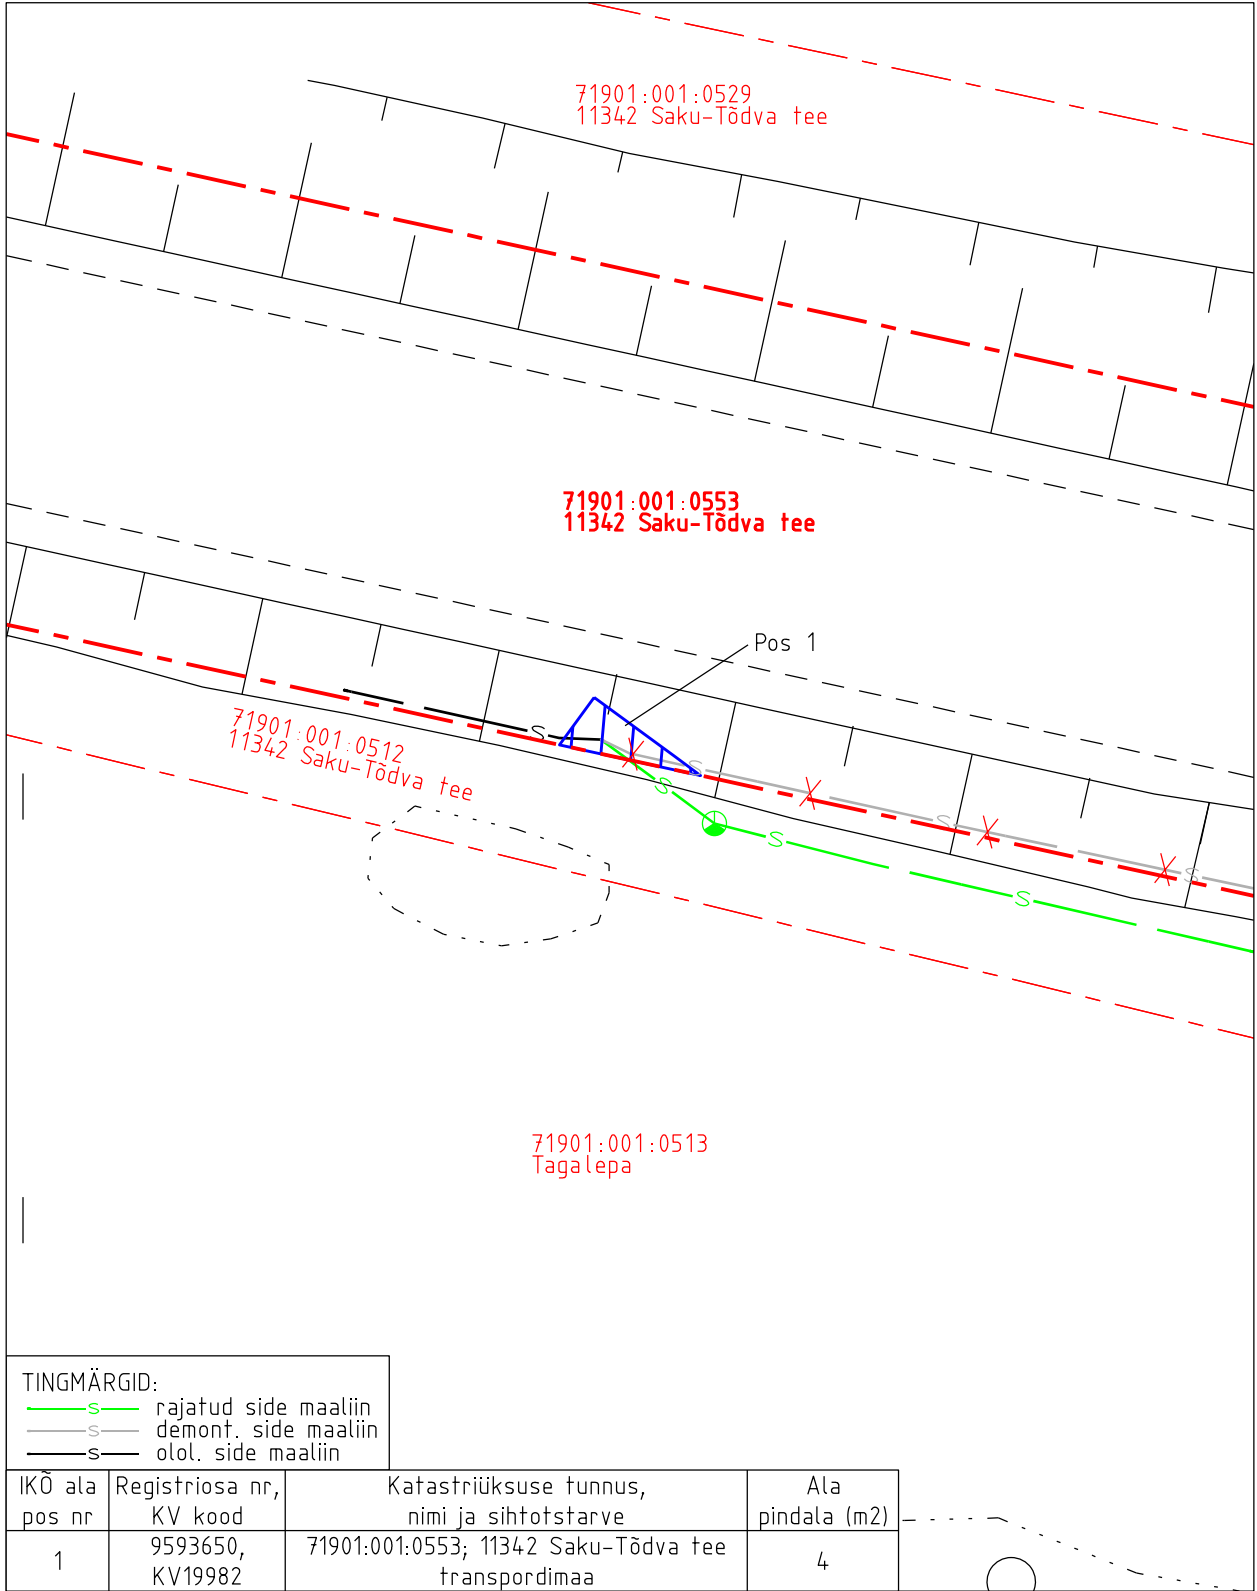 71901:001:0529
11342 Saku-Tõdva tee
71901:001:0553
11342 Saku-Tõdva tee
Pos 1
71901:001:0512
11342 Saku-Tõdva tee
S
S
S
S
S
S
S
71901:001:0513
Tagalepa
TINGMÄRGID:
S rajatud side maaliin
S demont. side maaliin
S olol. side maaliin
IKÕ ala pos nr
Registriosa nr, KV kood
Katastriüksuse tunnus, nimi ja sihtotstarve
Ala pindala (m2)
1
9593650, KV19982
71901:001:0553; 11342 Saku-Tõdva tee transpordimaa
4